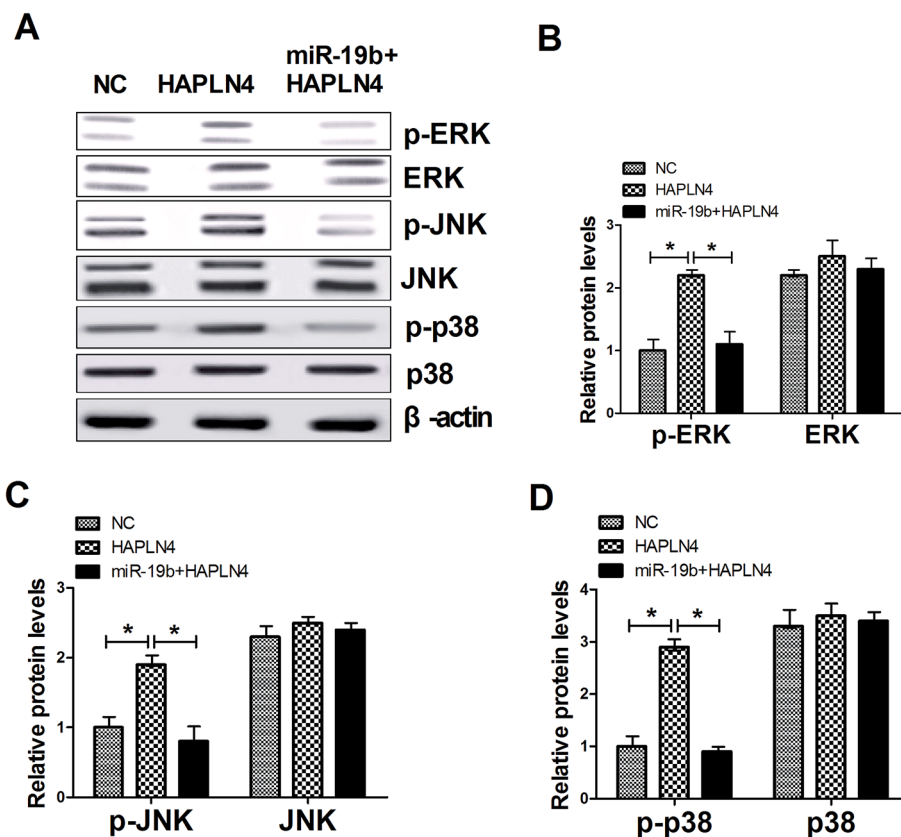 A
NC HAPLN4 miR-19b+
HAPLN4
p-ERK
ERK
p-JNK
JNK
p-p38
p38
β -actin
B
NC
HAPLN4
miR-19b+HAPLN4
Relative protein levels
3
2
1
0
* *
p-ERK ERK
C
NC
HAPLN4
miR-19b+HAPLN4
Relative protein levels
3
2
1
0
* *
p-JNK JNK
D
NC
HAPLN4
miR-19b+HAPLN4
Relative protein levels
4
3
2
1
0
* *
p-p38 p38